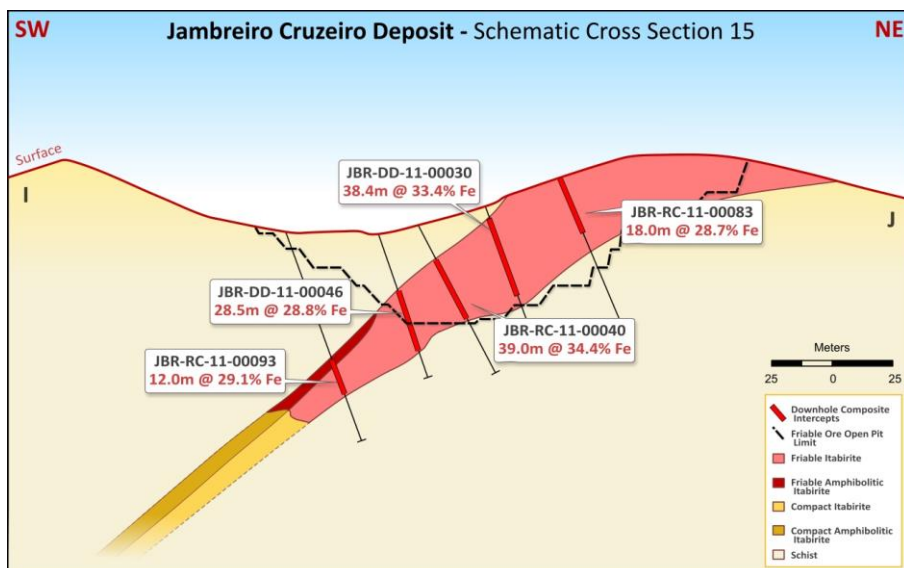 SW
Jambreiro Cruzeiro Deposit - Schematic Cross Section 15
NE
Surface
I
J
JBR-DD-11-00030
38.4m @ 33.4% Fe
JBR-RC-11-00083
18.0m @ 28.7% Fe
JBR-DD-11-00046
28.5m @ 28.8% Fe
JBR-RC-11-00040
39.0m @ 34.4% Fe
JBR-RC-11-00093
12.0m @ 29.1% Fe
Meters
25 0 25
Downhole Composite
Intercepts
Friable Ore Open Pit
Limit
Friable Itabirite
Friable Amphibolitic
Itabirite
Compact Itabirite
Compact Amphibolitic
Itabirite
Schist